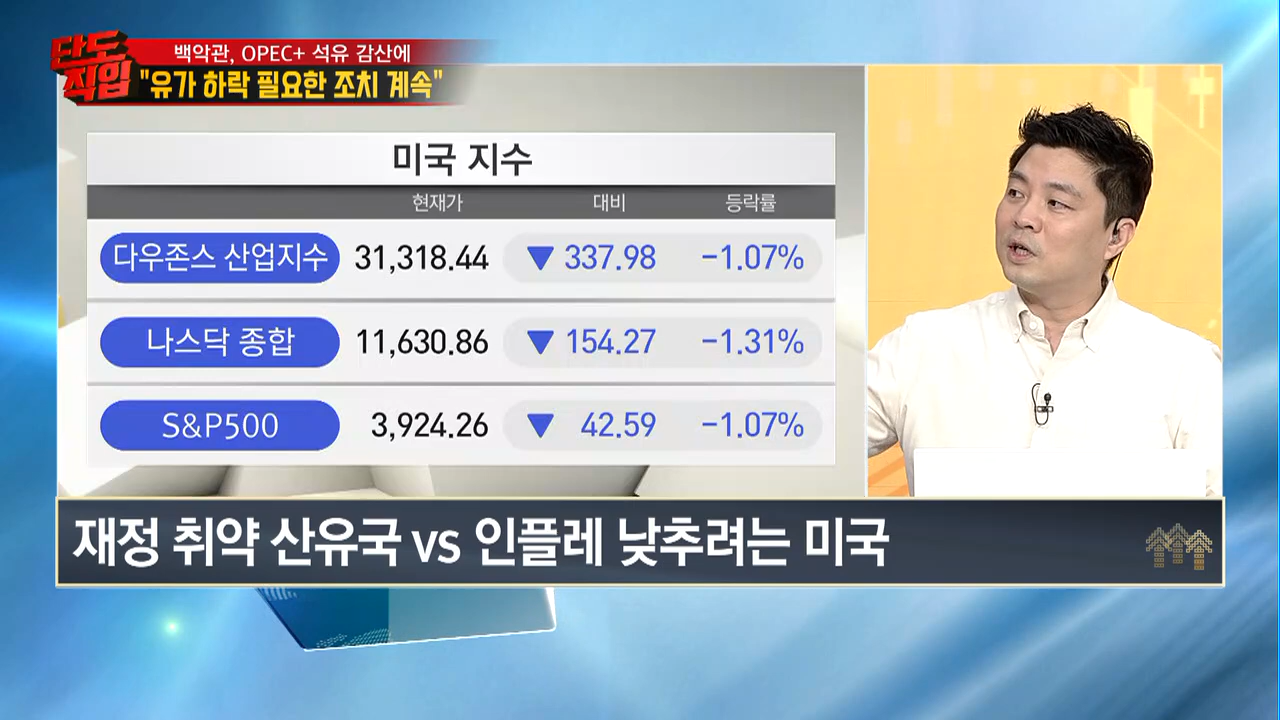 단도
직입
백악관, OPEC+ 석유 감산에
"유가 하락 필요한 조치 계속"
미국 지수
현재가 대비 등락률
다우존스 산업지수 31,318.44 ▼ 337.98 -1.07%
나스닥 종합 11,630.86 ▼ 154.27 -1.31%
S&P500 3,924.26 ▼ 42.59 -1.07%
재정 취약 산유국 vs 인플레 낮추려는 미국